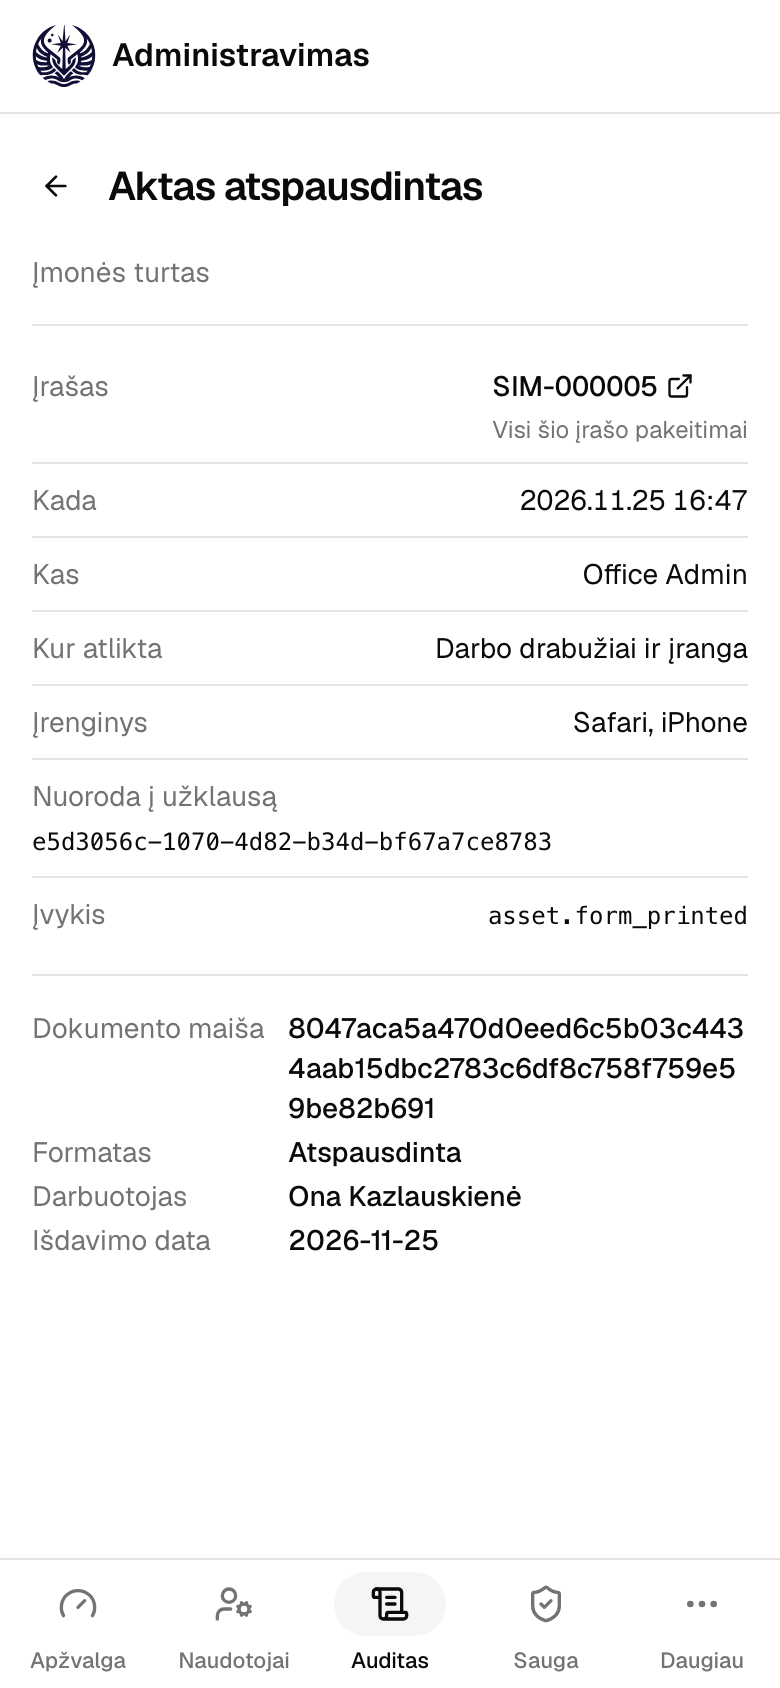 Administravimas
Aktas atspausdintas
Įmonės turtas
Įrašas
SIM-000005
Visi šio įrašo pakeitimai
Kada
2026.11.25 16:47
Kas
Office Admin
Kur atlikta
Darbo drabužiai ir įranga
Įrenginys
Safari, iPhone
Nuoroda į užklausą
e5d3056c-1070-4d82-b34d-bf67a7ce8783
Įvykis
asset.form_printed
Dokumento maiša
8047aca5a470d0eed6c5b03c443
4aab15dbc2783c6df8c758f759e5
9be82b691
Formatas
Atspausdinta
Darbuotojas
Ona Kazlauskienė
Išdavimo data
2026-11-25
Apžvalga
Naudotojai
Auditas
Sauga
Daugiau